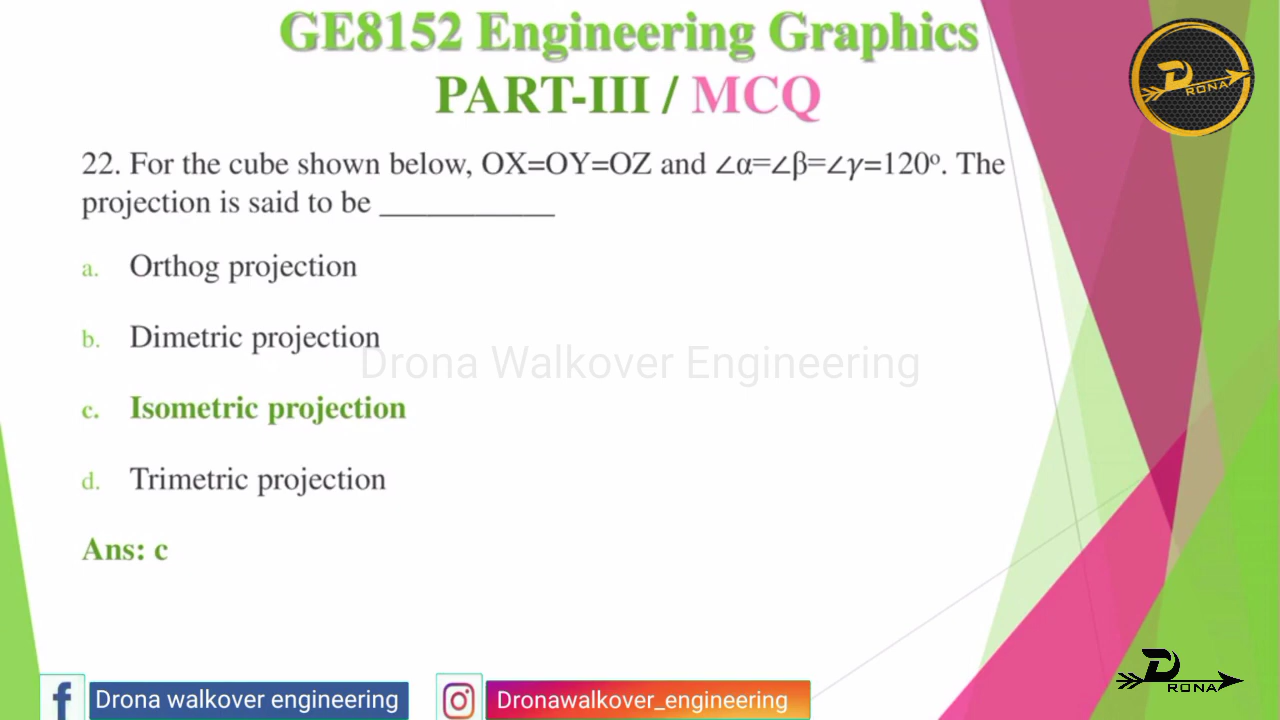 GE8152 Engineering Graphics
PART-III / MCQ
D
RONA
22. For the cube shown below, OX=OY=OZ and ∠α=∠β=∠γ=120º. The
projection is said to be ___________
a. Orthog projection
b. Dimetric projection
Drona Walkover Engineering
c. Isometric projection
d. Trimetric projection
Ans: c
D
RONA
f Drona walkover engineering
Dronawalkover_engineering